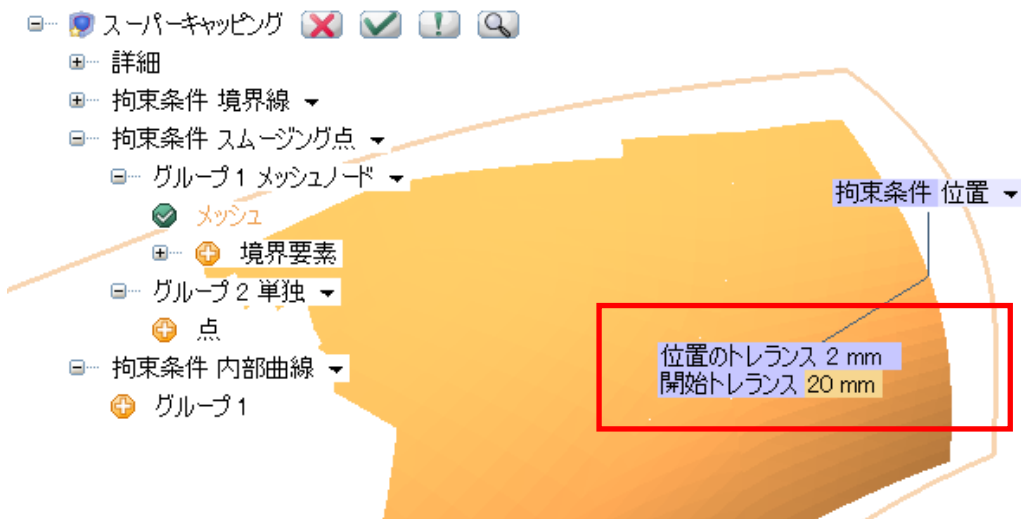 スーパーキャッピング
詳細
拘束条件 境界線
拘束条件 スムージング点
グループ1 メッシュノード
拘束条件 位置
メッシュ
境界要素
グループ2 単独
点
位置のトレランス 2 mm
拘束条件 内部曲線
開始トレランス 20 mm
グループ1